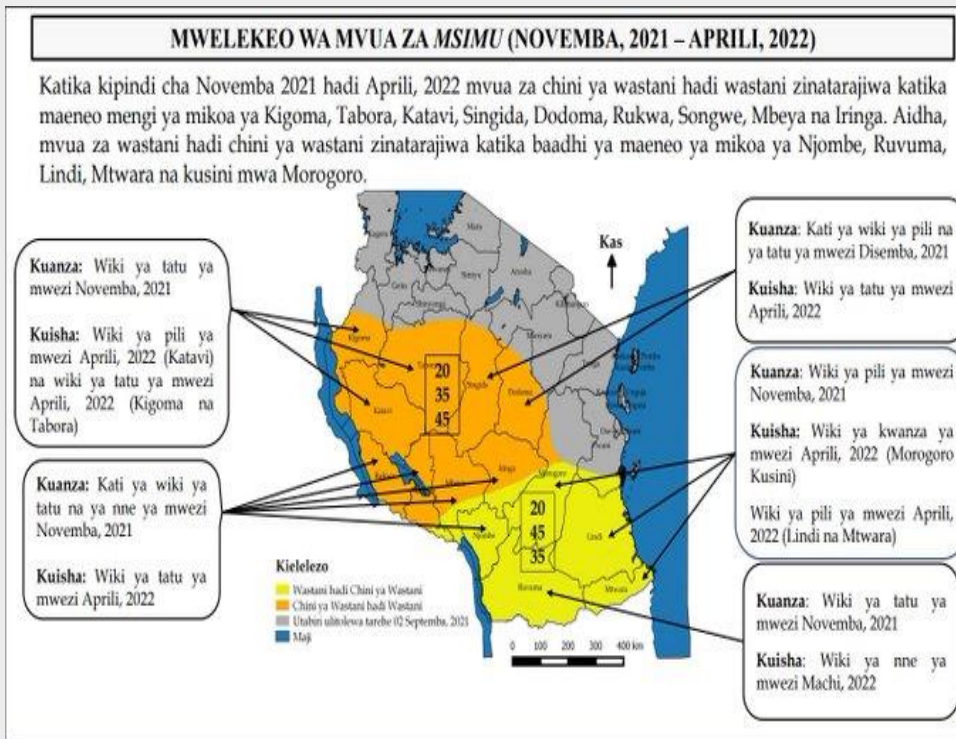 MWELEKEO WA MVUA ZA MSIMU (NOVEMBA, 2021 – APRILI, 2022)
Katika kipindi cha Novemba 2021 hadi Aprili, 2022 mvua za chini ya wastani hadi wastani zinatarajiwa katika
maeneo mengi ya mikoa ya Kigoma, Tabora, Katavi, Singida, Dodoma, Rukwa, Songwe, Mbeya na Iringa. Aidha,
mvua za wastani hadi chini ya wastani zinatarajiwa katika baadhi ya maeneo ya mikoa ya Njombe, Ruvuma,
Lindi, Mtwara na kusini mwa Morogoro.
Kuanza: Wiki ya tatu ya
mwezi Novemba, 2021
Kuisha: Wiki ya pili ya
mwezi Aprili, 2022 (Katavi)
na wiki ya tatu ya mwezi
Aprili, 2022 (Kigoma na
Tabora)
Kuanza: Kati ya wiki ya
tatu na ya nne ya mwezi
Novemba, 2021
Kuisha: Wiki ya tatu ya
mwezi Aprili, 2022
Kas
Mara
Arusha
Kigoma
Singida
Dodoma
Katavi
20
35
45
Iringa
Morogoro
Njombe
20
45
35
Lindi
Ruvuma
Mtwara
Kielelezo
Wastani hadi Chini ya Wastani
Chini ya Wastani hadi Wastani
Utabiri ulitolewa tarehe 02 Septemba, 2021
Maji
0 100 200 300 400 km
Kuanza: Kati ya wiki ya pili na
ya tatu ya mwezi Disemba, 2021
Kuisha: Wiki ya tatu ya mwezi
Aprili, 2022
Kuanza: Wiki ya pili ya mwezi
Novemba, 2021
Kuisha: Wiki ya kwanza ya
mwezi Aprili, 2022 (Morogoro
Kusini)
Wiki ya pili ya mwezi Aprili,
2022 (Lindi na Mtwara)
Kuanza: Wiki ya tatu ya
mwezi Novemba, 2021
Kuisha: Wiki ya nne ya
mwezi Machi, 2022